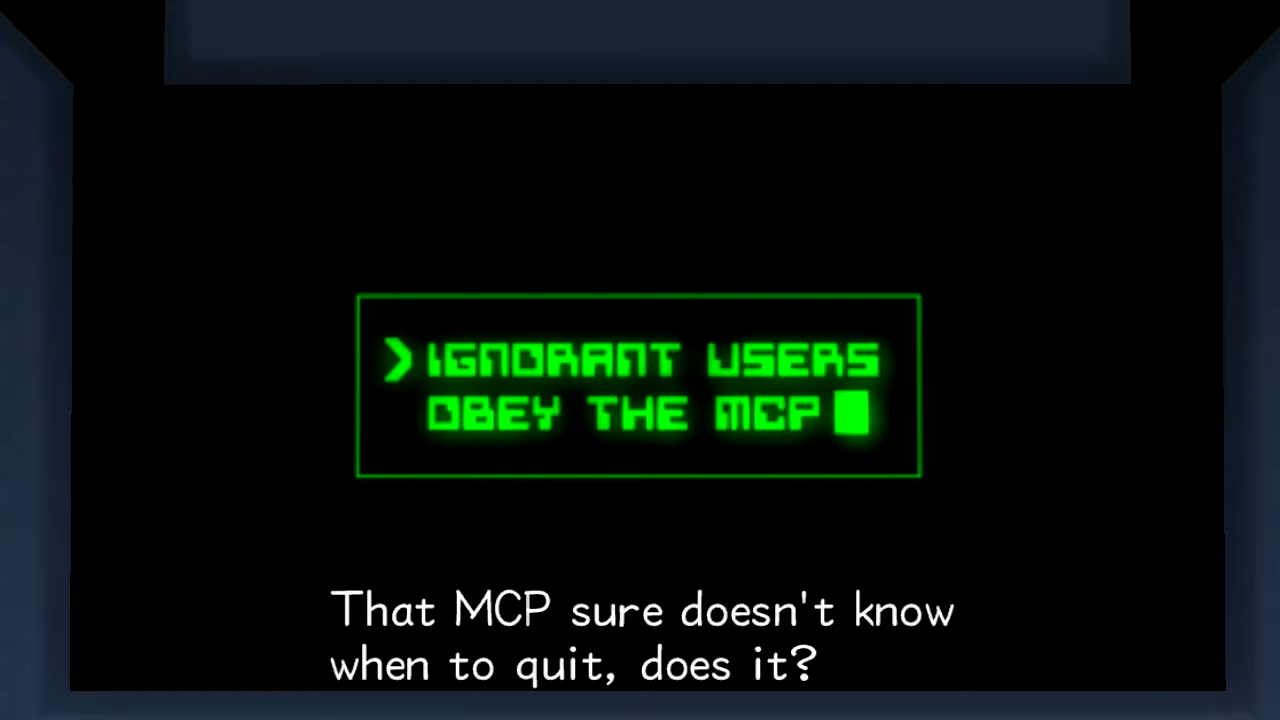 > IGNORANT USERS
OBEY THE MCP
That MCP sure doesn't know
when to quit, does it?